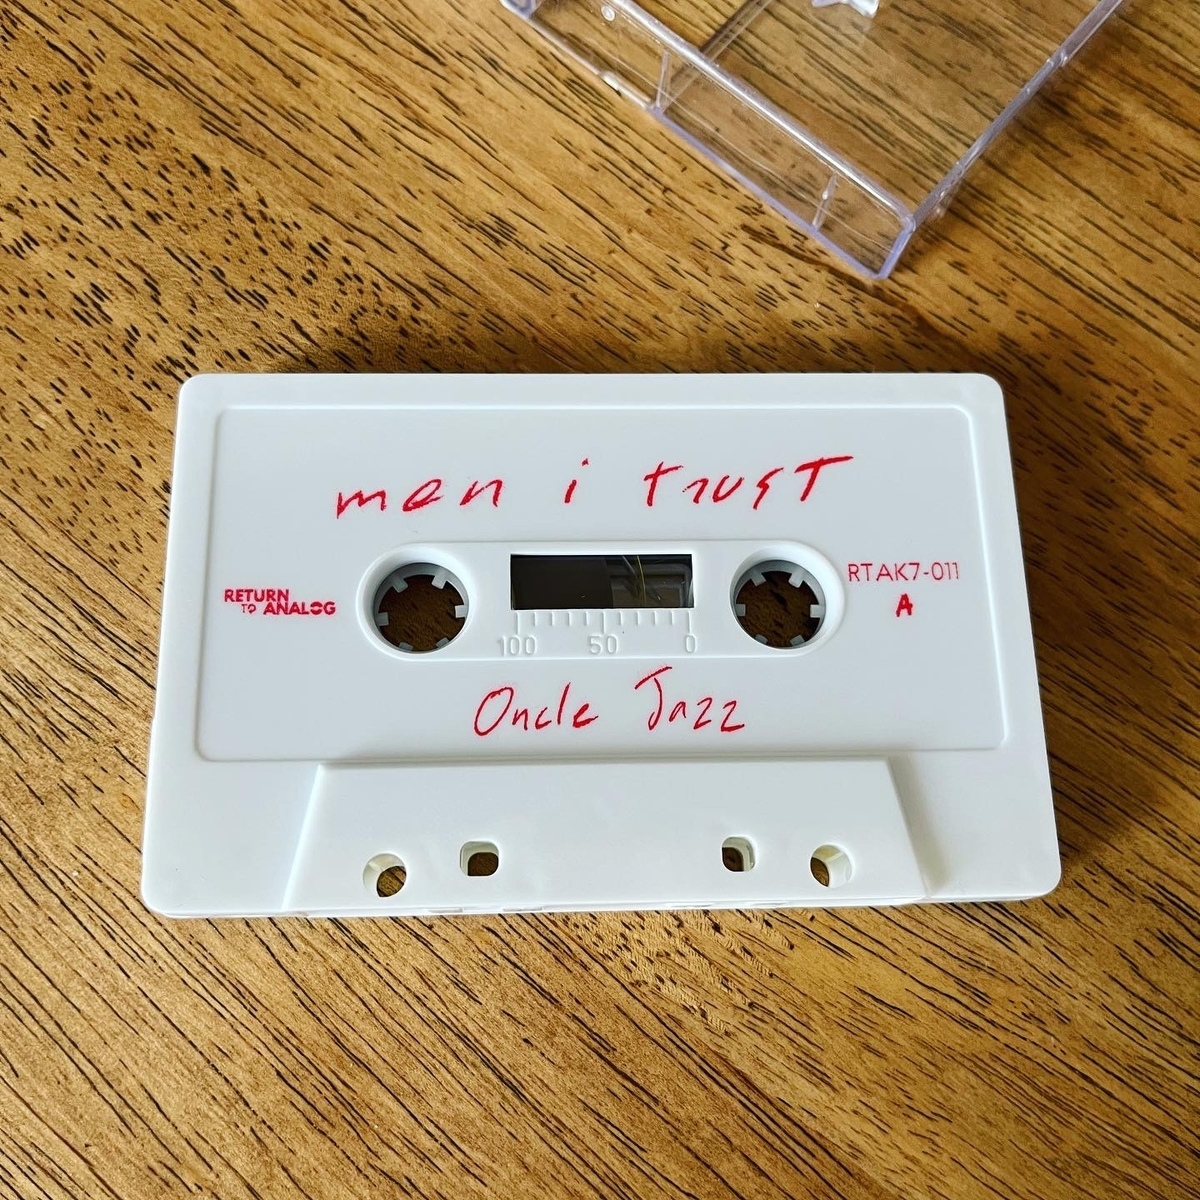 men i trust
RETURN
TO ANALOG
RTAK7-011
A
100 50 0
Oncle Jazz